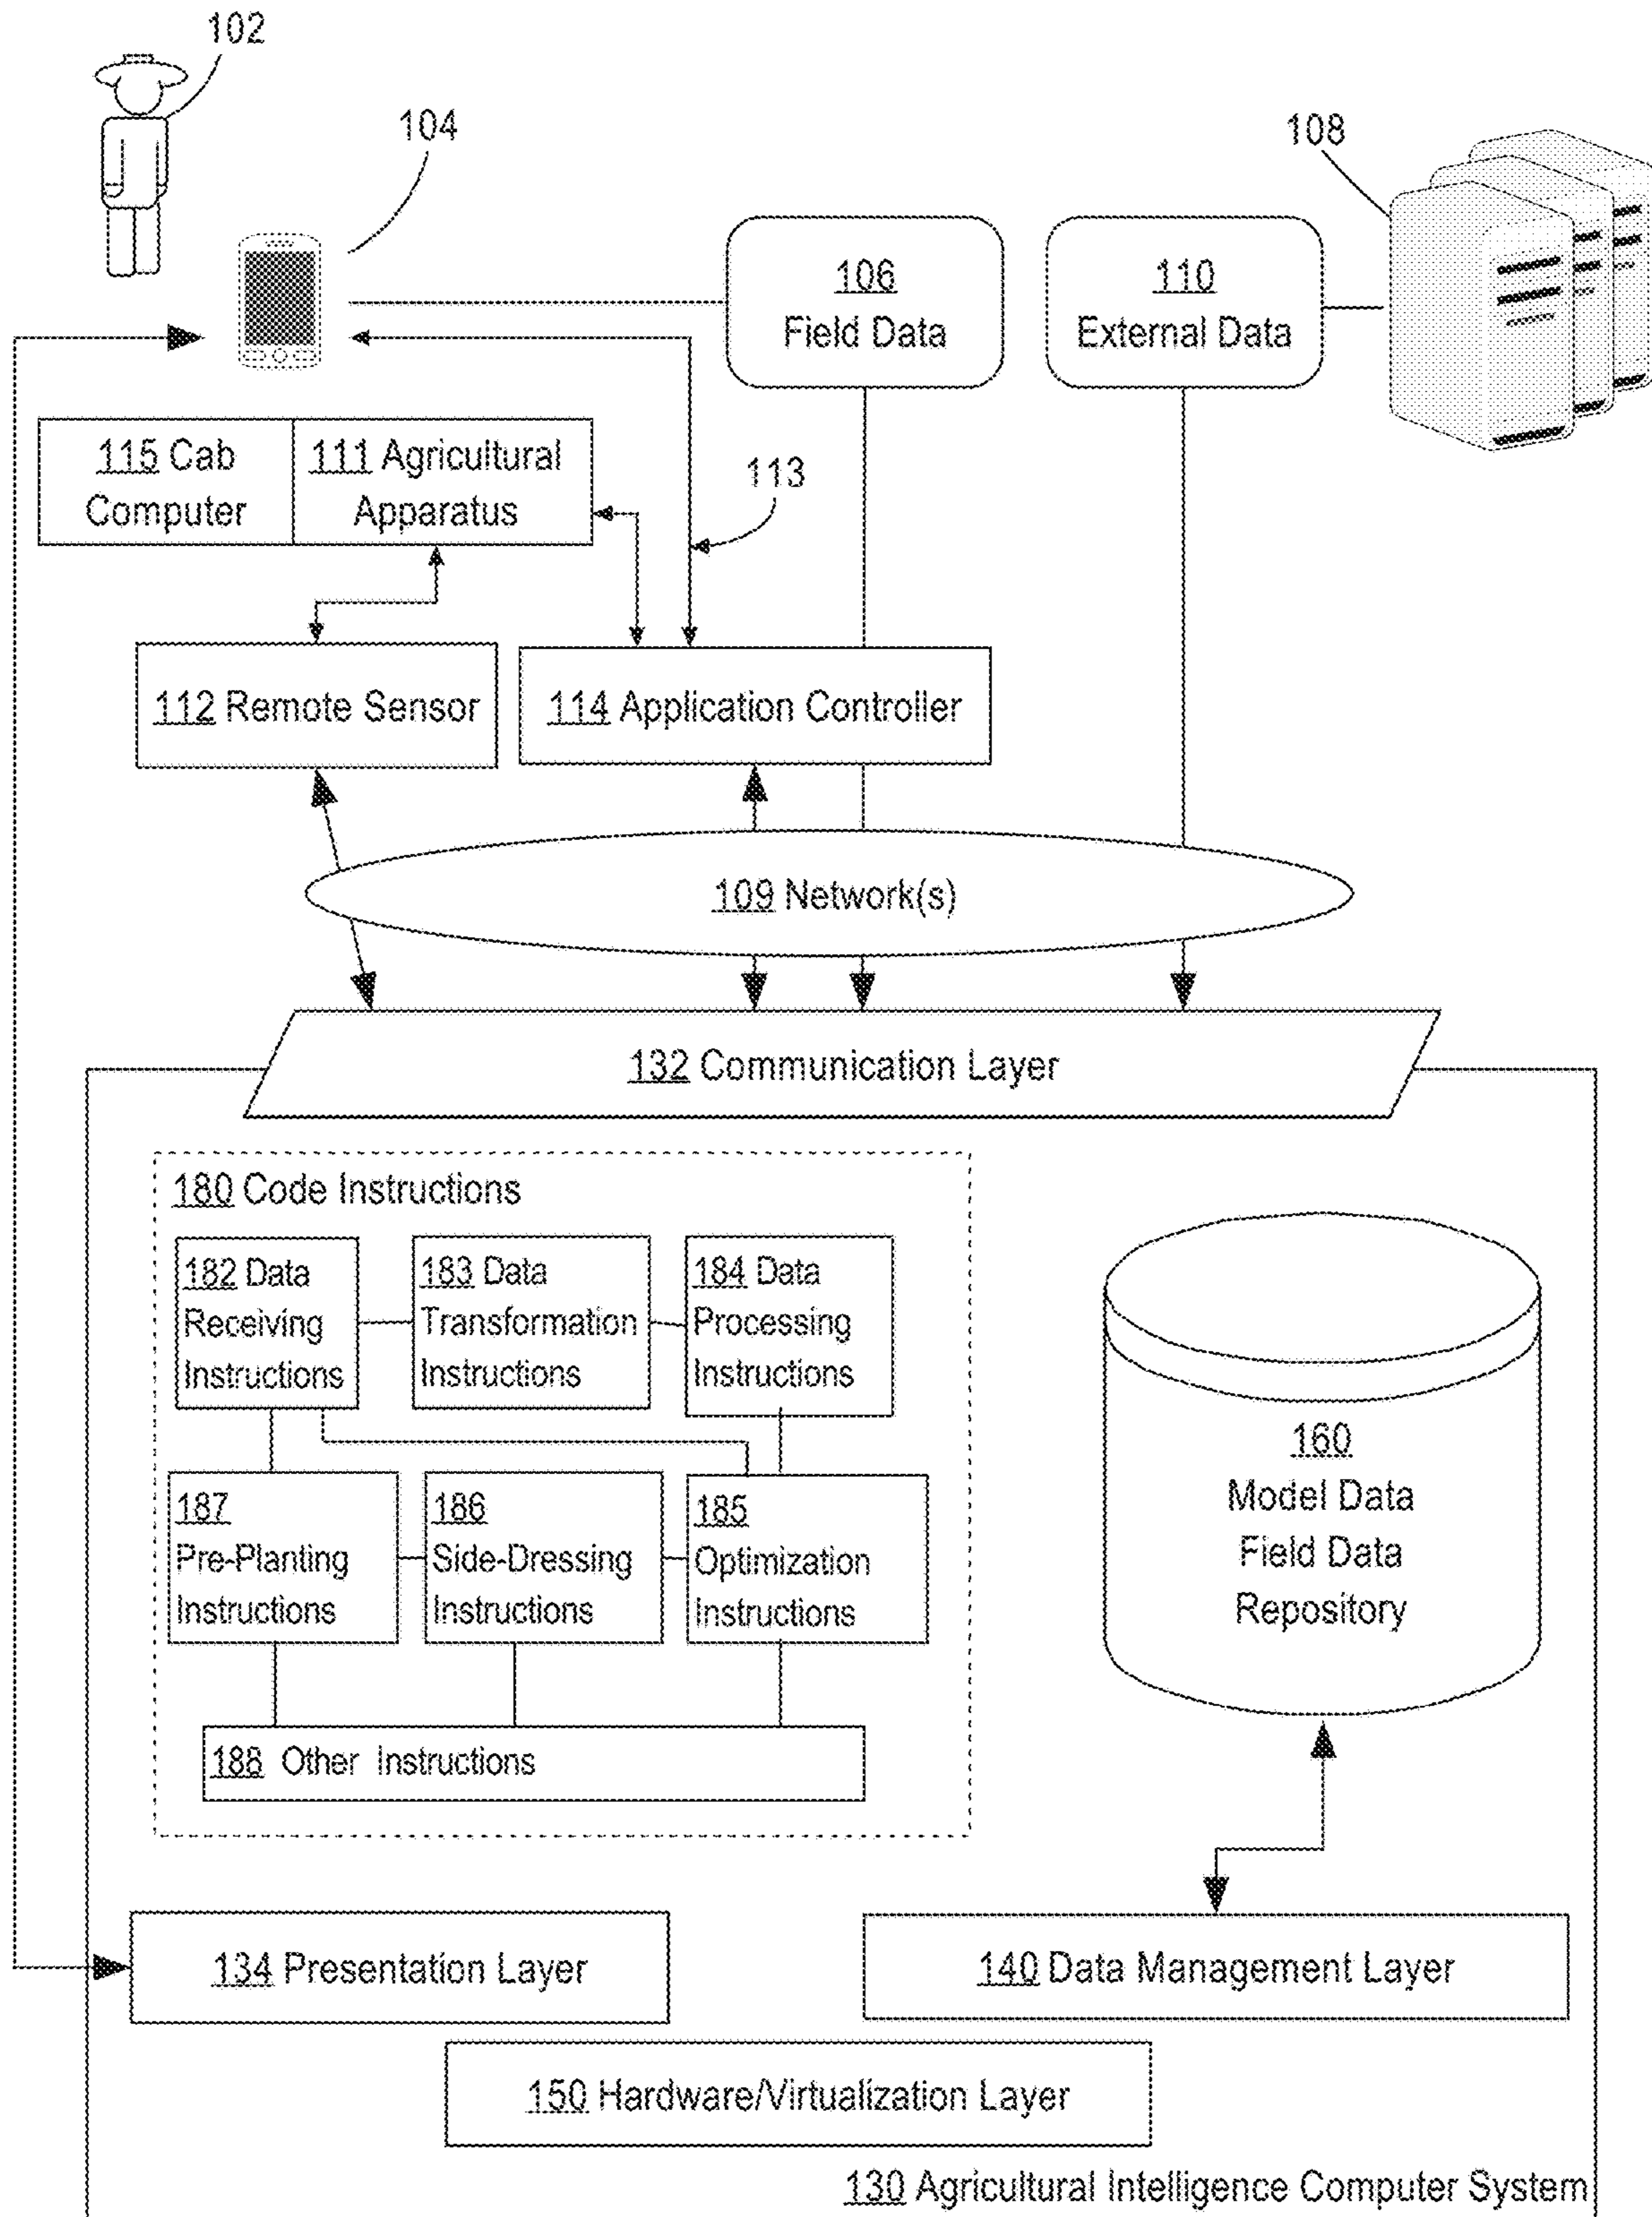 102
104
108
106
Field Data
110
External Data
115 Cab
Computer
111 Agricultural
Apparatus
113
112 Remote Sensor
114 Application Controller
109 Network(s)
132 Communication Layer
180 Code Instructions
182 Data
Receiving
Instructions
183 Data
Transformation
Instructions
184 Data
Processing
Instructions
187
Pre-Planting
Instructions
186
Side-Dressing
Instructions
185
Optimization
Instructions
188 Other Instructions
160
Model Data
Field Data
Repository
134 Presentation Layer
140 Data Management Layer
150 Hardware/Virtualization Layer
130 Agricultural Intelligence Computer System